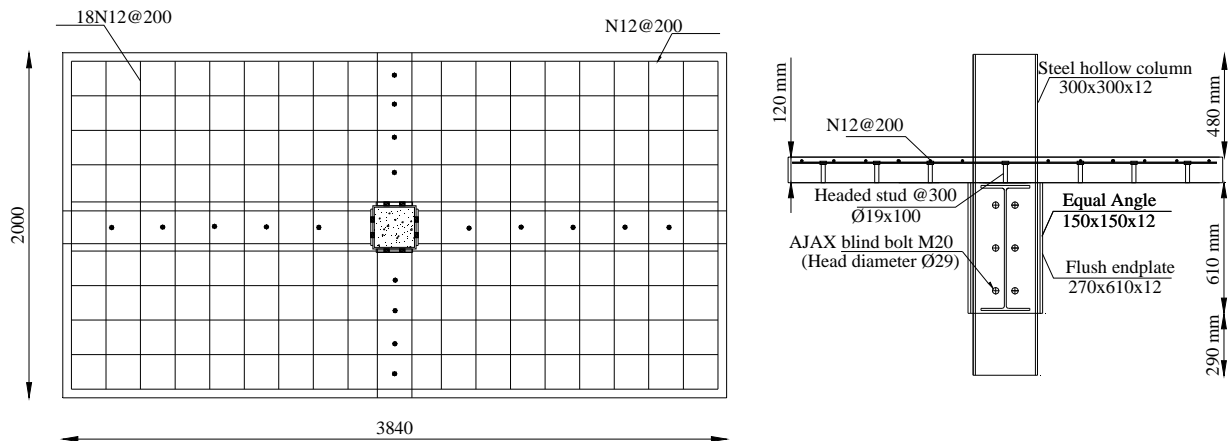 18N12@200
N12@200
2000
3840
Steel hollow column
300x300x12
120 mm
480 mm
N12@200
Headed stud @300
Ø19x100
Equal Angle
150x150x12
AJAX blind bolt M20
(Head diameter Ø29)
Flush endplate
270x610x12
610 mm
290 mm